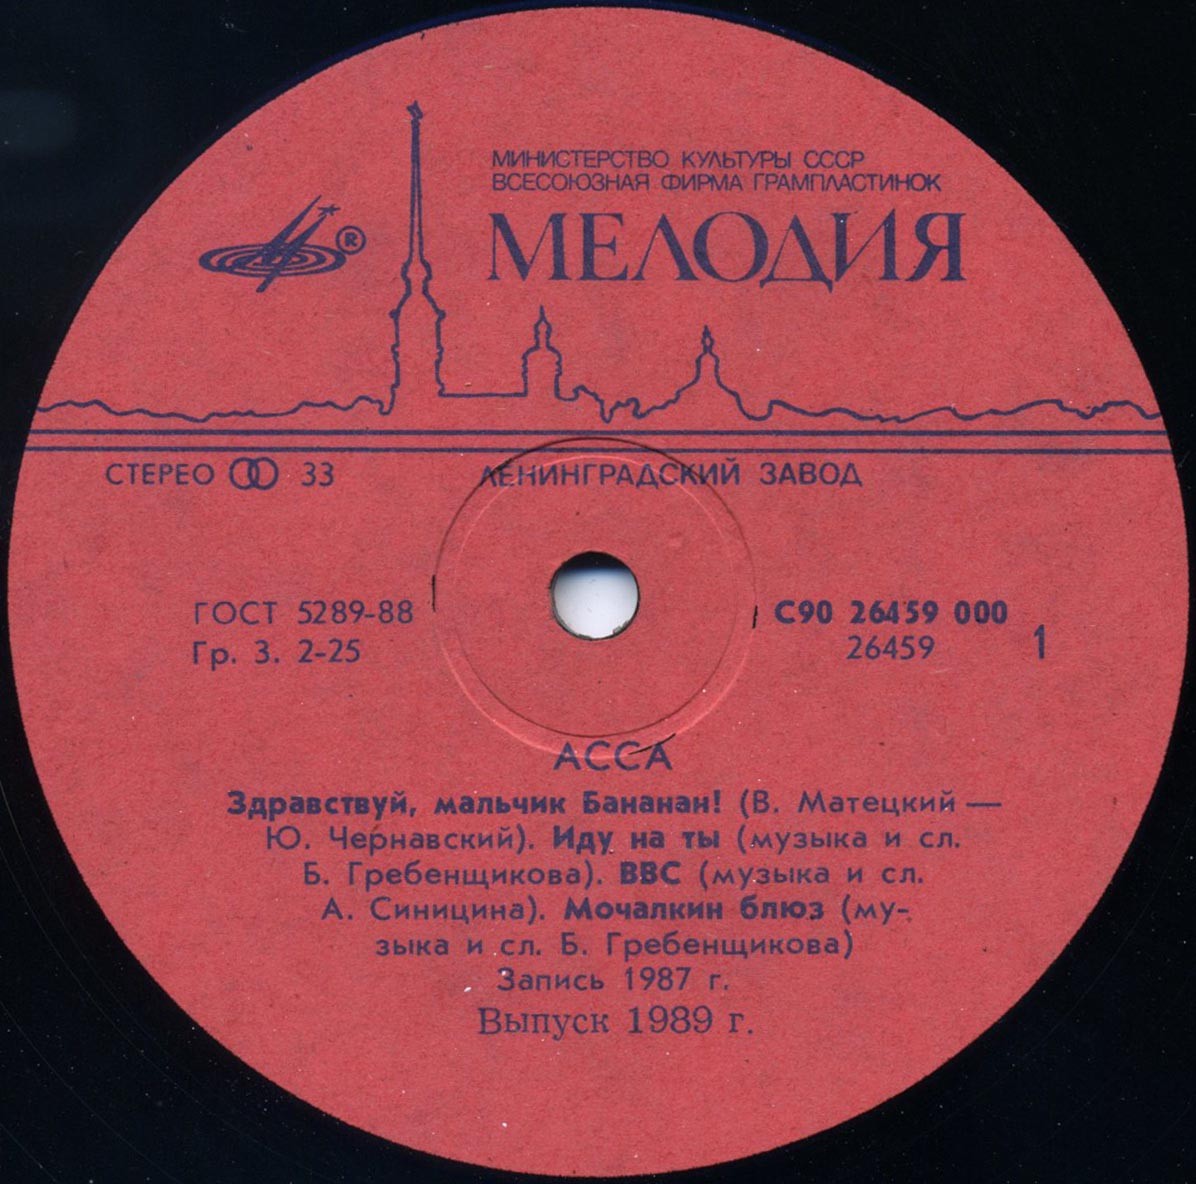 МИНИСТЕРСТВО КУЛЬТУРЫ СССР
ВСЕСОЮЗНАЯ ФИРМА ГРАМПЛАСТИНОК
МЕЛОДИЯ
®
СТЕРЕО 33
ЛЕНИНГРАДСКИЙ ЗАВОД
ГОСТ 5289-88
Гр. 3. 2-25
С90 26459 000
26459
1
АССА
Здравствуй, мальчик Бананан! (В. Матецкий —
Ю. Чернавский). Иду на ты (музыка и сл.
Б. Гребенщикова). ВВС (музыка и сл.
А. Синицина). Мочалкин блюз (му-
зыка и сл. Б. Гребенщикова)
Запись 1987 г.
Выпуск 1989 г.